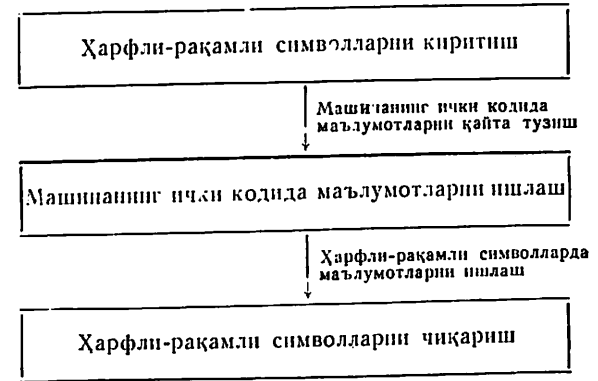 Ҳарфли-рақамли символларни киритиш
Машинанинг ички кодида
маълумотларни қайта тузиш
Машинанинг ички кодида маълумотларни ишлаш
Ҳарфли-рақамли символларда
маълумотларни ишлаш
Ҳарфли-рақамли символларни чиқариш